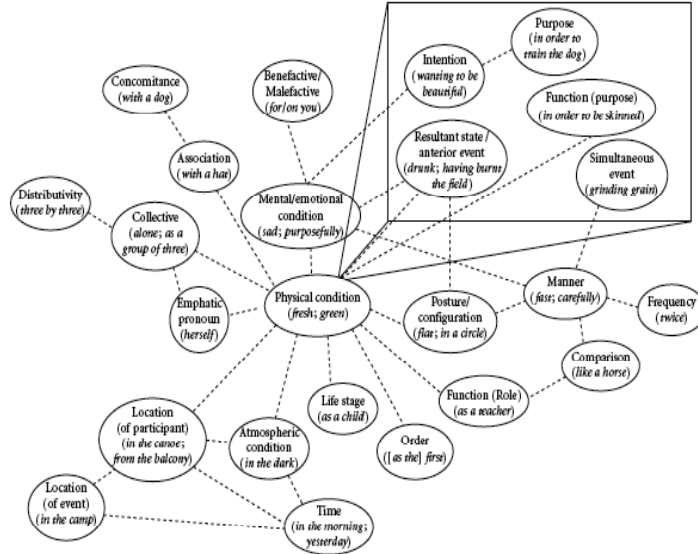 Purpose
(in order to
train the dog)
Intention
(wanting to be
beautiful)
Concomitance
(with a dog)
Benefactive/
Malefactive
(for/on you)
Function (purpose)
(in order to be skinned)
Resultant state /
anterior event
(drunk; having burnt
the field)
Association
(with a hat)
Simultaneous
event
(grinding grain)
Distributivity
(three by three)
Mental/emotional
condition
(sad; purposefully)
Collective
(alone; as a
group of three)
Emphatic
pronoun
(herself)
Physical condition
(fresh; green)
Posture/
configuration
(flat; in a circle)
Manner
(fast; carefully)
Frequency
(twice)
Comparison
(like a horse)
Life stage
(as a child)
Function (Role)
(as a teacher)
Location
(of participant)
(in the canoe;
from the balcony)
Atmospheric
condition
(in the dark)
Order
([as the] first)
Location
(of event)
(in the camp)
Time
(in the morning;
yesterday)